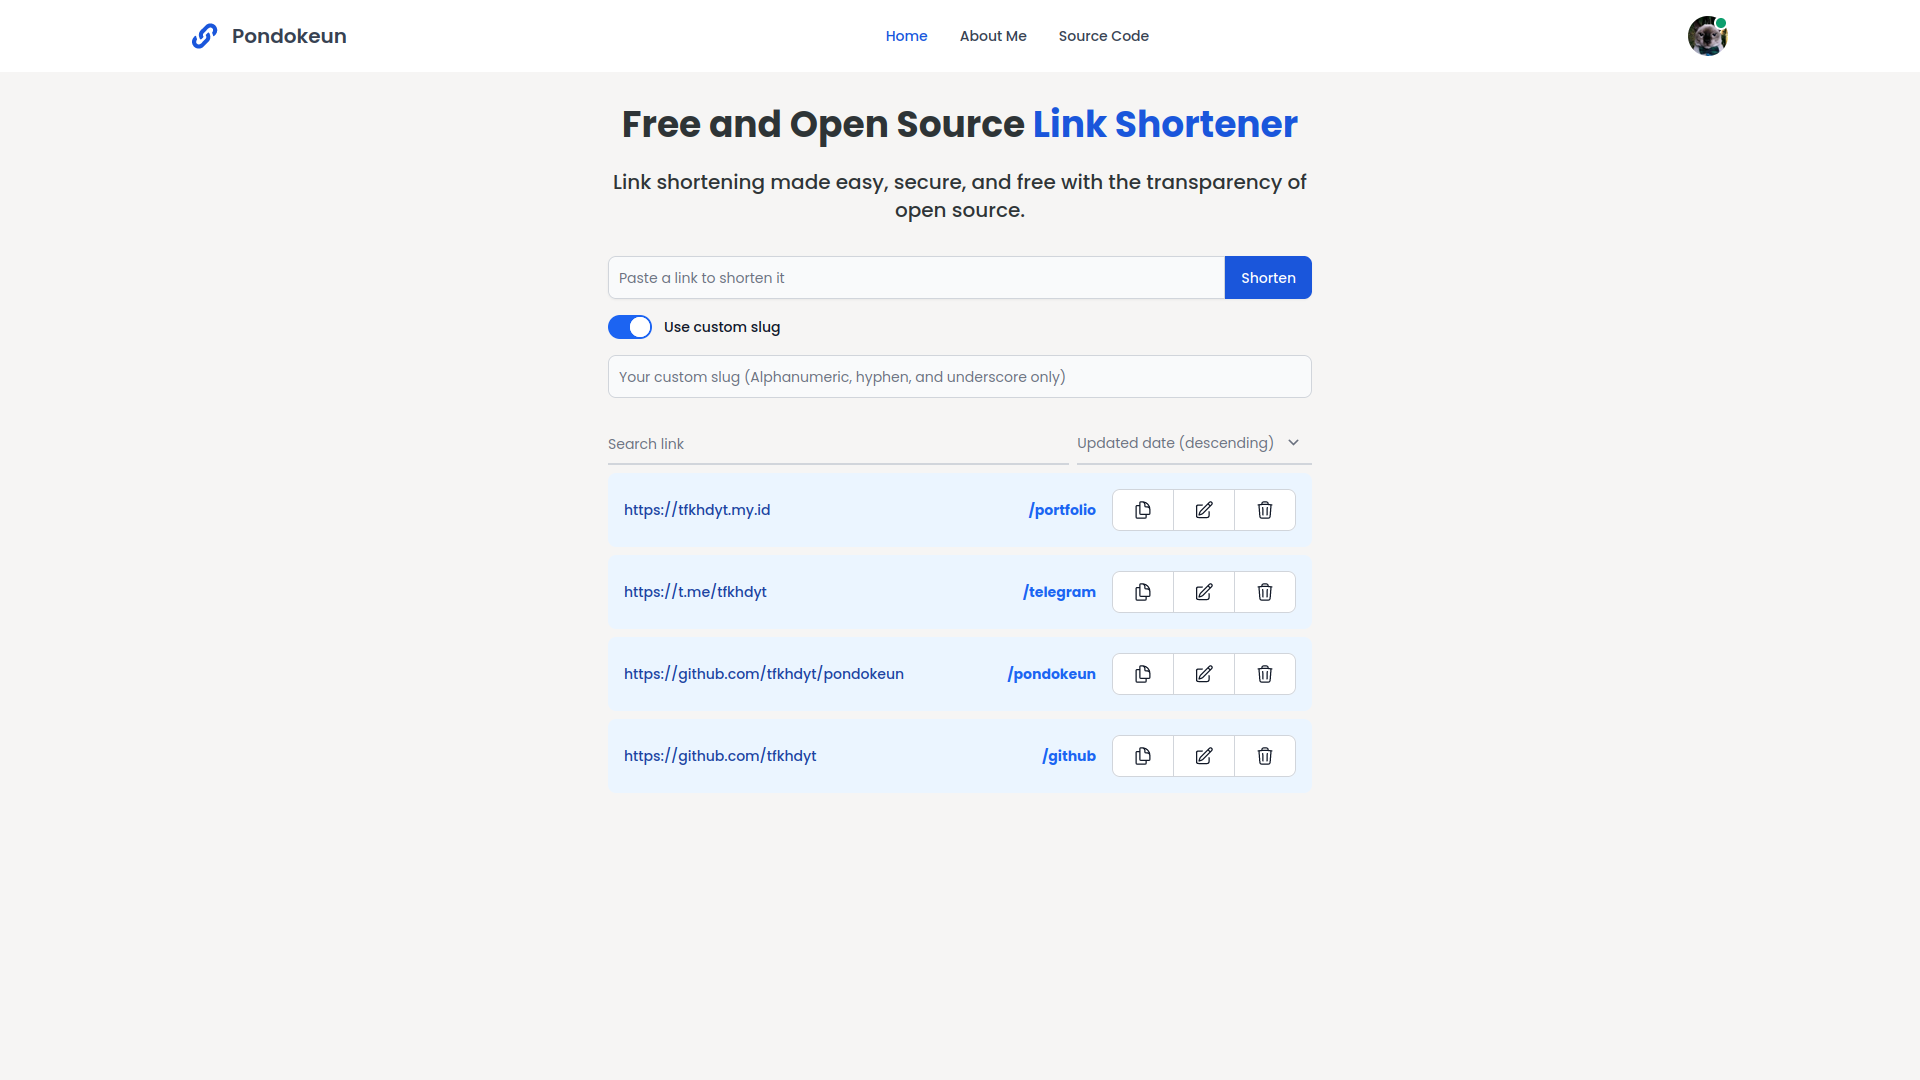 Pondokeun
Home
About Me
Source Code
Free and Open Source Link Shortener
Link shortening made easy, secure, and free with the transparency of
open source.
Paste a link to shorten it
Shorten
Use custom slug
Your custom slug (Alphanumeric, hyphen, and underscore only)
Search link
Updated date (descending)
https://tfkhdyt.my.id
/portfolio
https://t.me/tfkhdyt
/telegram
https://github.com/tfkhdyt/pondokeun
/pondokeun
https://github.com/tfkhdyt
/github